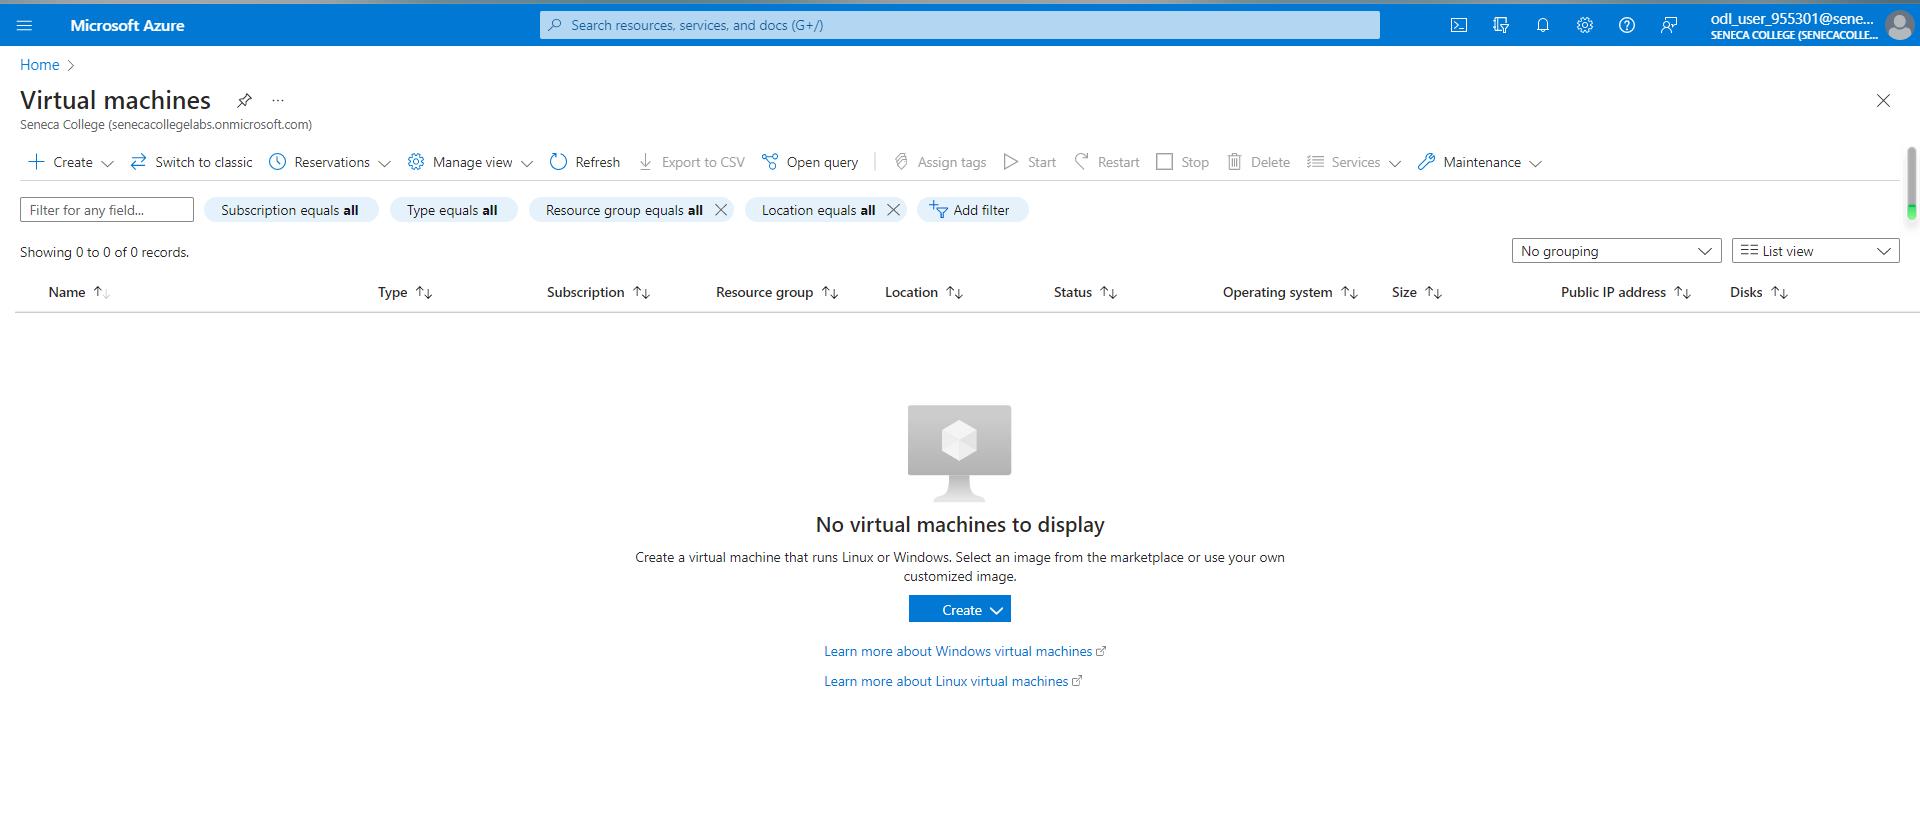 Microsoft Azure
Search resources, services, and docs (G+/)
odl_user_955301@sene...
SENECA COLLEGE (SENECACOLLE...
Home
Virtual machines
...
Seneca College (senecacollegelabs.onmicrosoft.com)
Create Switch to classic Reservations Manage view Refresh Export to CSV Open query Assign tags Start Restart Stop Delete Services Maintenance
Filter for any field... Subscription equals all Type equals all Resource group equals all Location equals all Add filter
Showing 0 to 0 of 0 records. No grouping List view
Name Type Subscription Resource group Location Status Operating system Size Public IP address Disks
No virtual machines to display
Create a virtual machine that runs Linux or Windows. Select an image from the marketplace or use your own
customized image.
Create
Learn more about Windows virtual machines
Learn more about Linux virtual machines